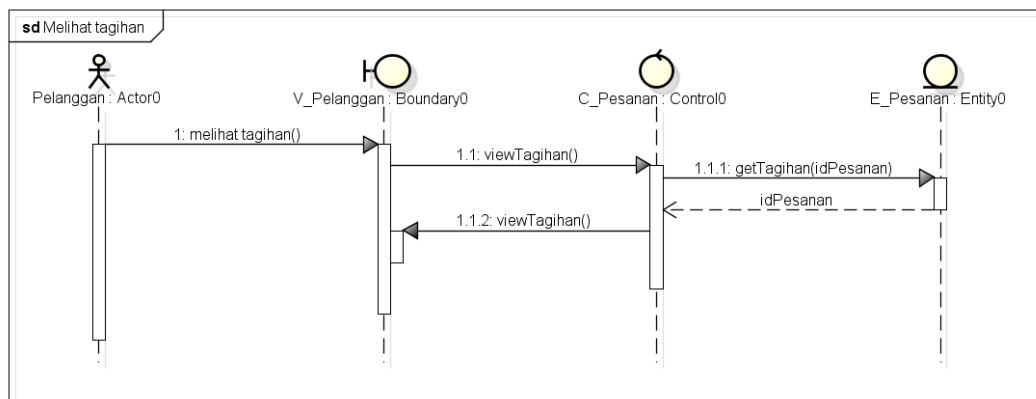 sd Melihat tagihan
Pelanggan : Actor0
V_Pelanggan : Boundary0
C_Pesanan : Control0
E_Pesanan : Entity0
1: melihat tagihan()
1.1: viewTagihan()
1.1.1: getTagihan(idPesanan)
idPesanan
1.1.2: viewTagihan()